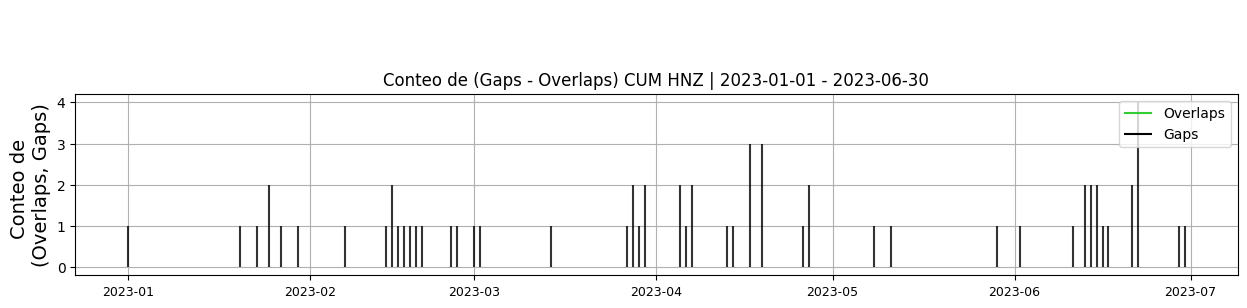 Conteo de (Gaps - Overlaps) CUM HNZ | 2023-01-01 - 2023-06-30
Conteo de
(Overlaps, Gaps)
4
3
2
1
0
Overlaps
Gaps
2023-01
2023-02
2023-03
2023-04
2023-05
2023-06
2023-07